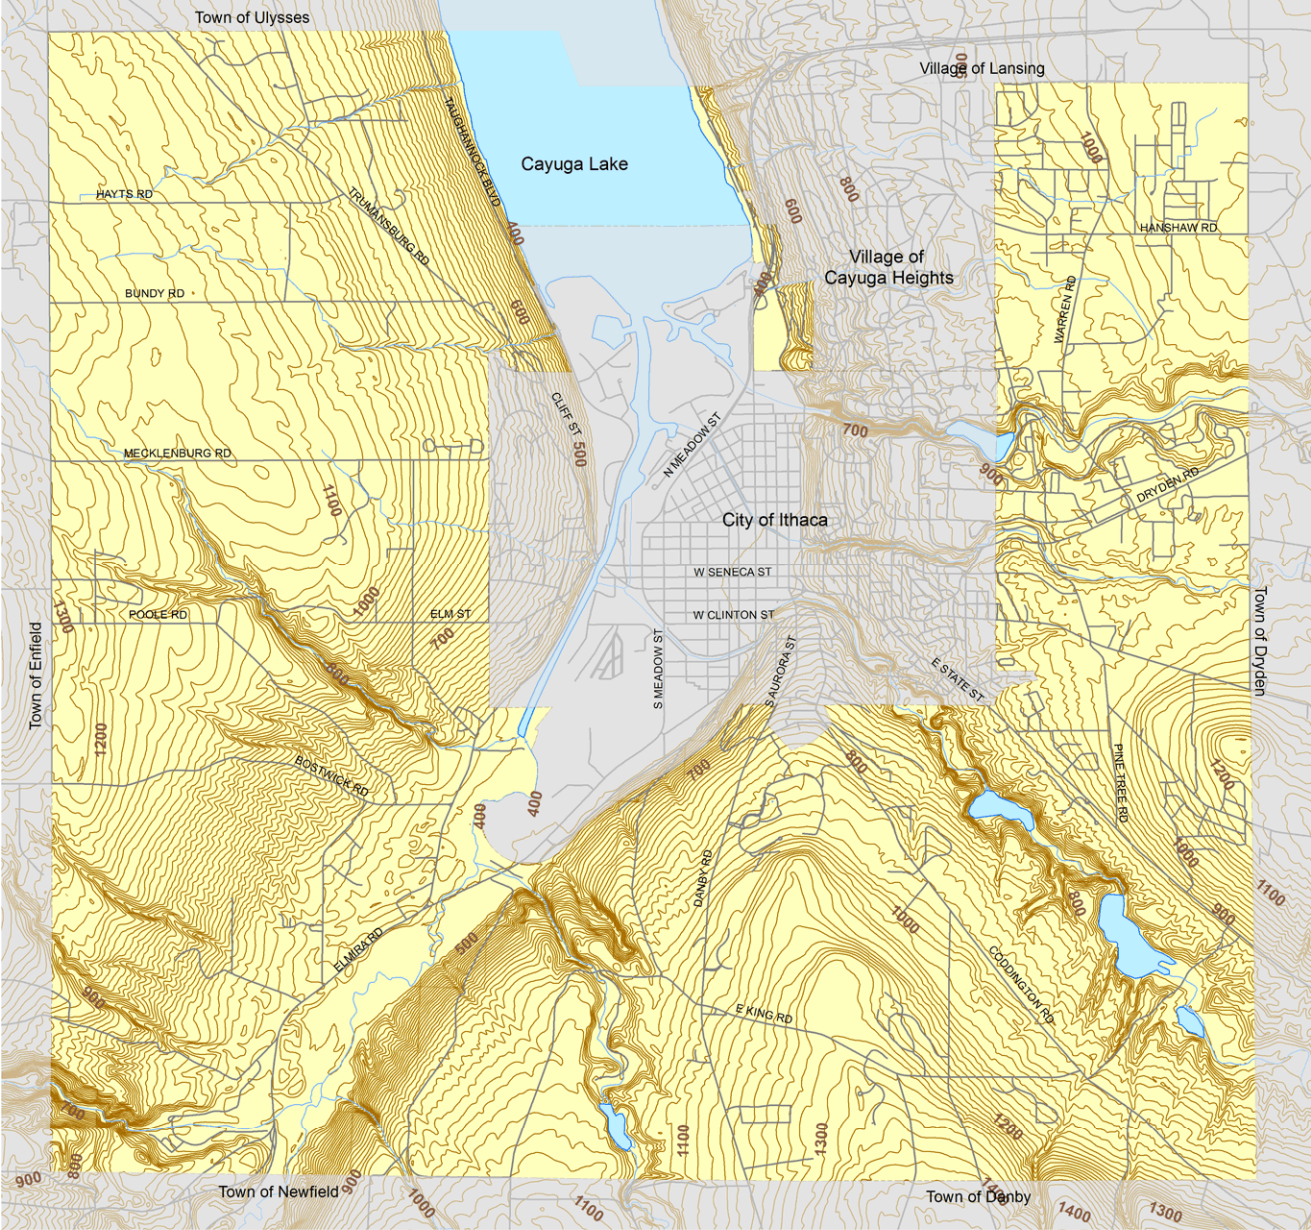 Town of Ulysses
Village of Lansing
900
TAUGHANNOCK BLVD
1000
Cayuga Lake
HAYTS RD
TRUMANSBURG RD
800
600
HANSHAW RD
400
Village of
Cayuga Heights
400
BUNDY RD
600
WARREN RD
CLIFF ST
500
N MEADOW ST
700
MECKLENBURG RD
900
DRYDEN RD
1100
City of Ithaca
W SENECA ST
1300
POOLE RD
1000
ELM ST
700
W CLINTON ST
Town of Enfield
800
S MEADOW ST
S AURORA ST
E STATE ST
Town of Dryden
1200
BOSTWICK RD
700
800
PINE TREE RD
1200
400
400
1000
DANBY RD
800
1100
1000
900
ELMIRA RD
500
CODDINGTON RD
900
E KING RD
700
1200
1100
1300
800
900
Town of Newfield
900
1000
1100
Town of Danby
1400
1400
1300